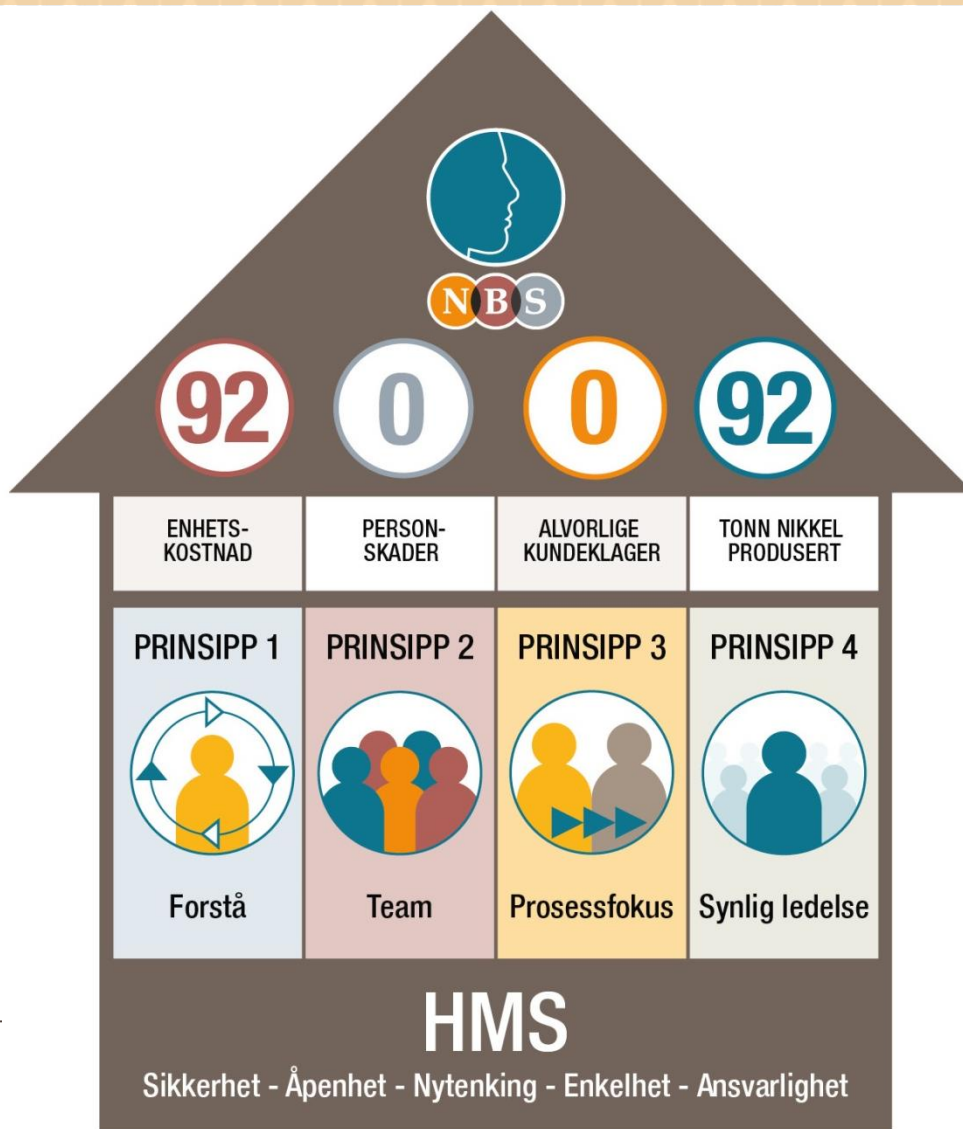 NBS
92 0 0 92
ENHETS-
KOSTNAD
PERSON-
SKADER
ALVORLIGE
KUNDEKLAGER
TONN NIKKEL
PRODUSERT
PRINSIPP 1
Forstå
PRINSIPP 2
Team
PRINSIPP 3
Prosessfokus
PRINSIPP 4
Synlig ledelse
HMS
Sikkerhet - Åpenhet - Nytenking - Enkelhet - Ansvarlighet